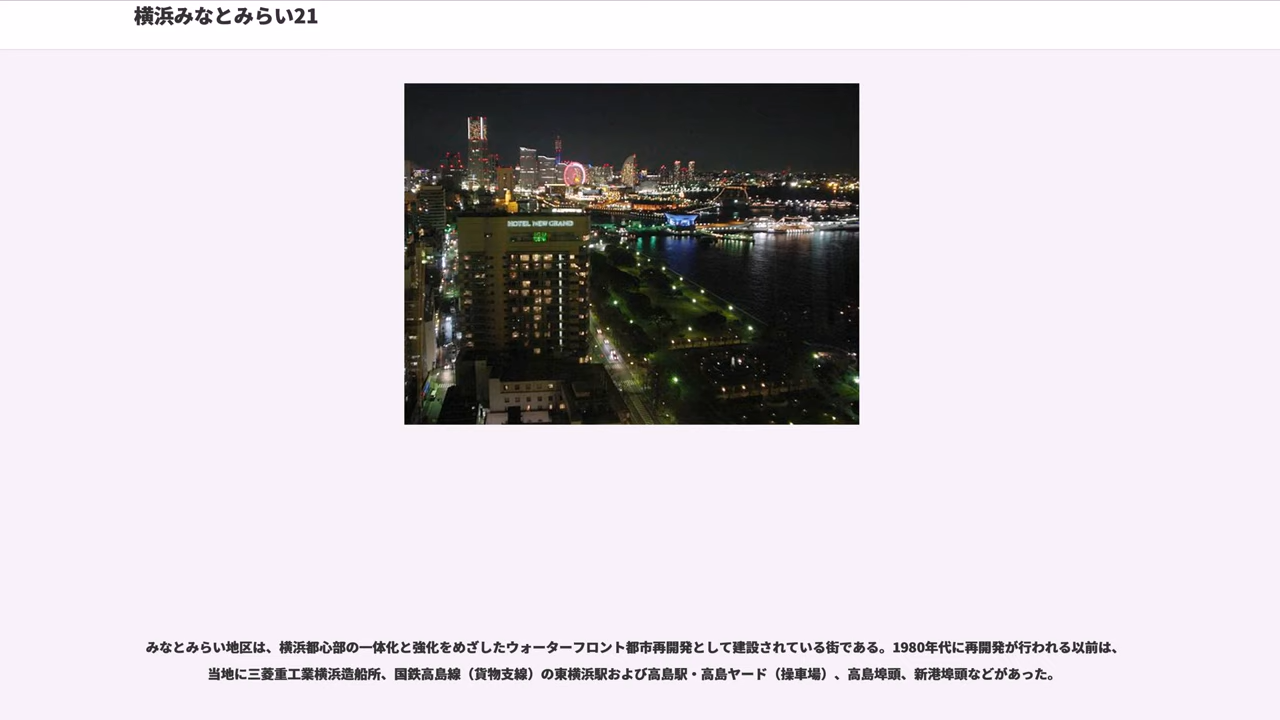 横浜みなとみらい21
HOTEL NEW GRAND
みなとみらい地区は、横浜都心部の一体化と強化をめざしたウォーターフロント都市再開発として建設されている街である。1980年代に再開発が行われる以前は、
当地に三菱重工業横浜造船所、国鉄高島線（貨物支線）の東横浜駅および高島駅・高島ヤード（操車場）、高島埠頭、新港埠頭などがあった。